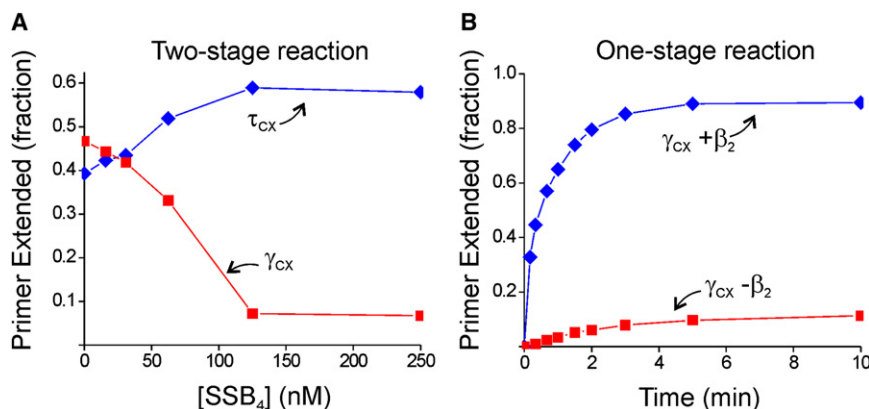 A
Two-stage reaction
Primer Extended (fraction)
0.6
0.5
0.4
0.3
0.2
0.1
τCX
γCX
0
50
100
150
200
250
[SSB₄] (nM)
B
One-stage reaction
Primer Extended (fraction)
1.0
0.8
0.6
0.4
0.2
γCX +β₂
γCX -β₂
0
2
4
6
8
10
Time (min)